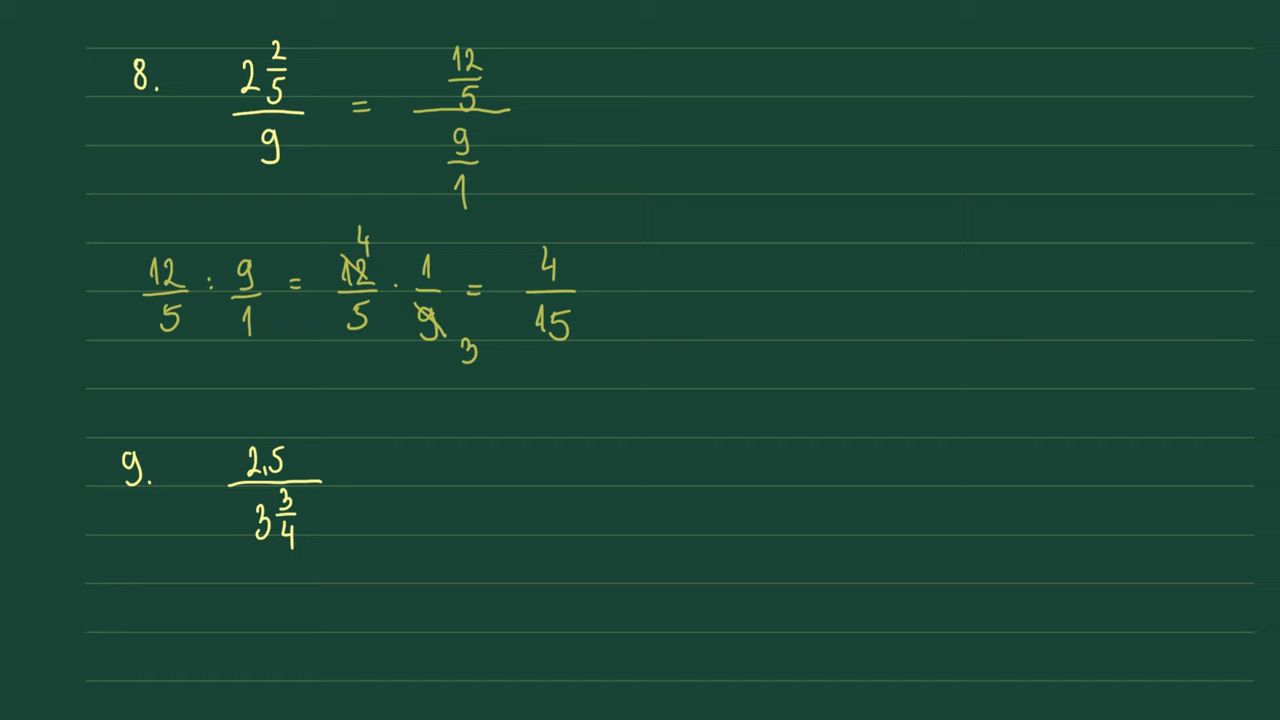 8. (2 2/5)/9 = (12/5)/(9/1)
12/5 : 9/1 = 12/5 · 1/9 = 4/15
4
3
9. 2,5/(3 3/4)